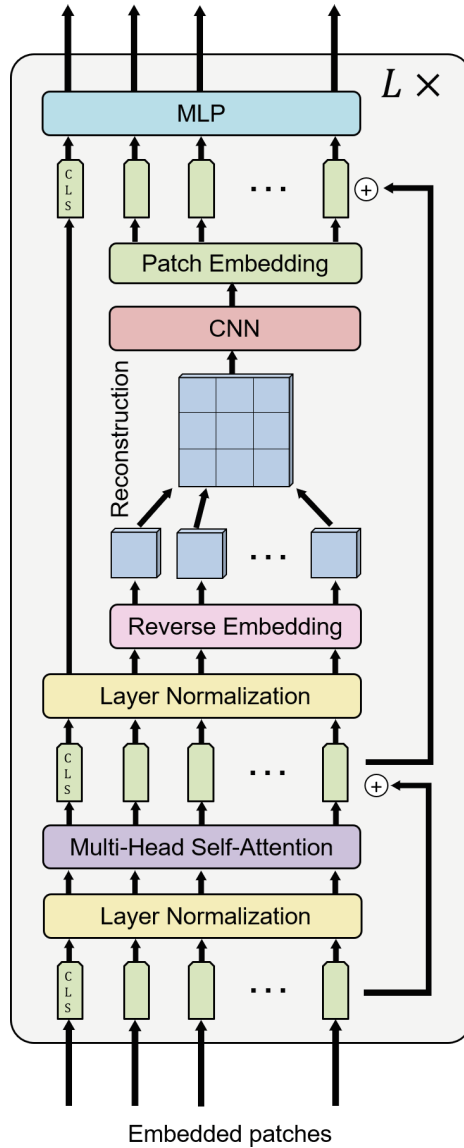 L ×
MLP
CLS
. . .
+
Patch Embedding
CNN
Reconstruction
. . .
Reverse Embedding
Layer Normalization
CLS
. . .
+
Multi-Head Self-Attention
Layer Normalization
CLS
. . .
Embedded patches